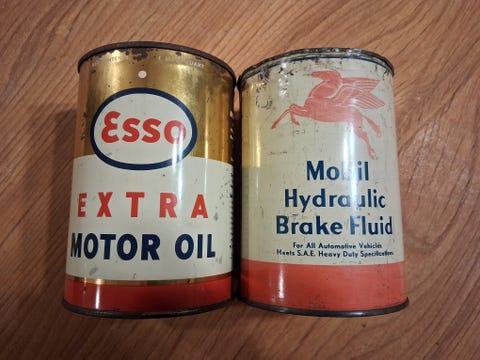 Esso
EXTRA
MOTOR OIL
Mobil
Hydraulic
Brake Fluid
For All Automotive Vehicles
Meets S.A.E. Heavy Duty Specifications